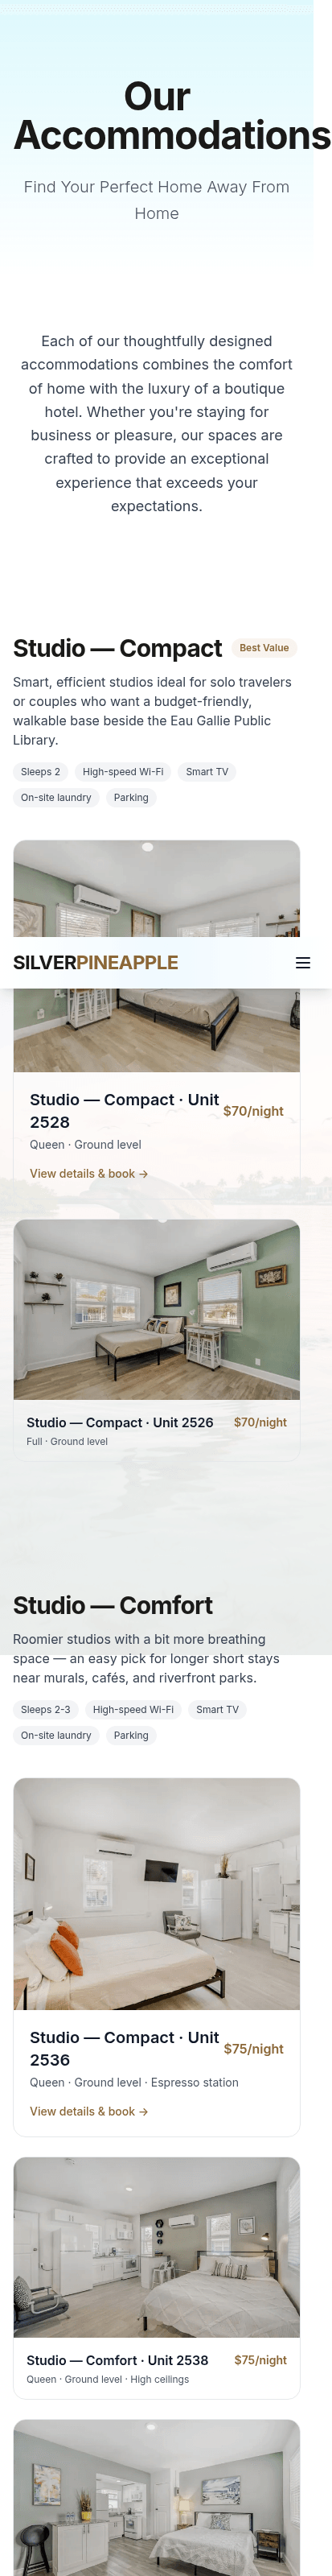 Our
Accommodations
Find Your Perfect Home Away From
Home
Each of our thoughtfully designed
accommodations combines the comfort
of home with the luxury of a boutique
hotel. Whether you're staying for
business or pleasure, our spaces are
crafted to provide an exceptional
experience that exceeds your
expectations.
Studio — Compact
Best Value
Smart, efficient studios ideal for solo travelers
or couples who want a budget-friendly,
walkable base beside the Eau Gallie Public
Library.
Sleeps 2
High-speed Wi-Fi
Smart TV
On-site laundry
Parking
SILVERPINEAPPLE
Studio — Compact · Unit
2528
$70/night
Queen · Ground level
View details & book →
Studio — Compact · Unit 2526
$70/night
Full · Ground level
Studio — Comfort
Roomier studios with a bit more breathing
space — an easy pick for longer short stays
near murals, cafés, and riverfront parks.
Sleeps 2-3
High-speed Wi-Fi
Smart TV
On-site laundry
Parking
Studio — Compact · Unit
2536
$75/night
Queen · Ground level · Espresso station
View details & book →
Studio — Comfort · Unit 2538
$75/night
Queen · Ground level · High ceilings